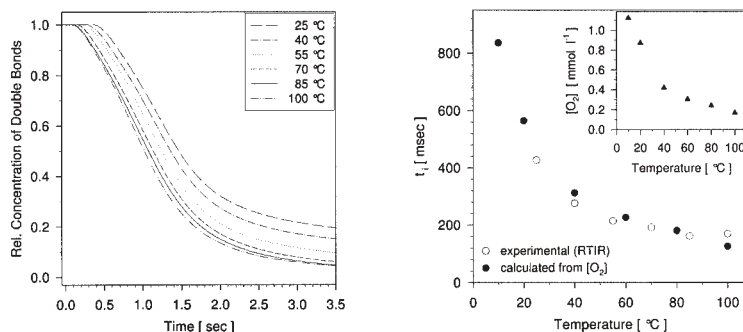 Rel. Concentration of Double Bonds
1.0
0.8
0.6
0.4
0.2
0.0
25 °C
40 °C
55 °C
70 °C
85 °C
100 °C
0.0 0.5 1.0 1.5 2.0 2.5 3.0 3.5
Time [ sec ]
t_i [ msec ]
800
600
400
200
0
experimental (RTIR)
calculated from [O₂]
0 20 40 60 80 100
Temperature [ °C ]
[O₂] [ mmol l⁻¹ ]
1.0
0.8
0.6
0.4
0.2
0.0
0 20 40 60 80 100
Temperature [ °C ]